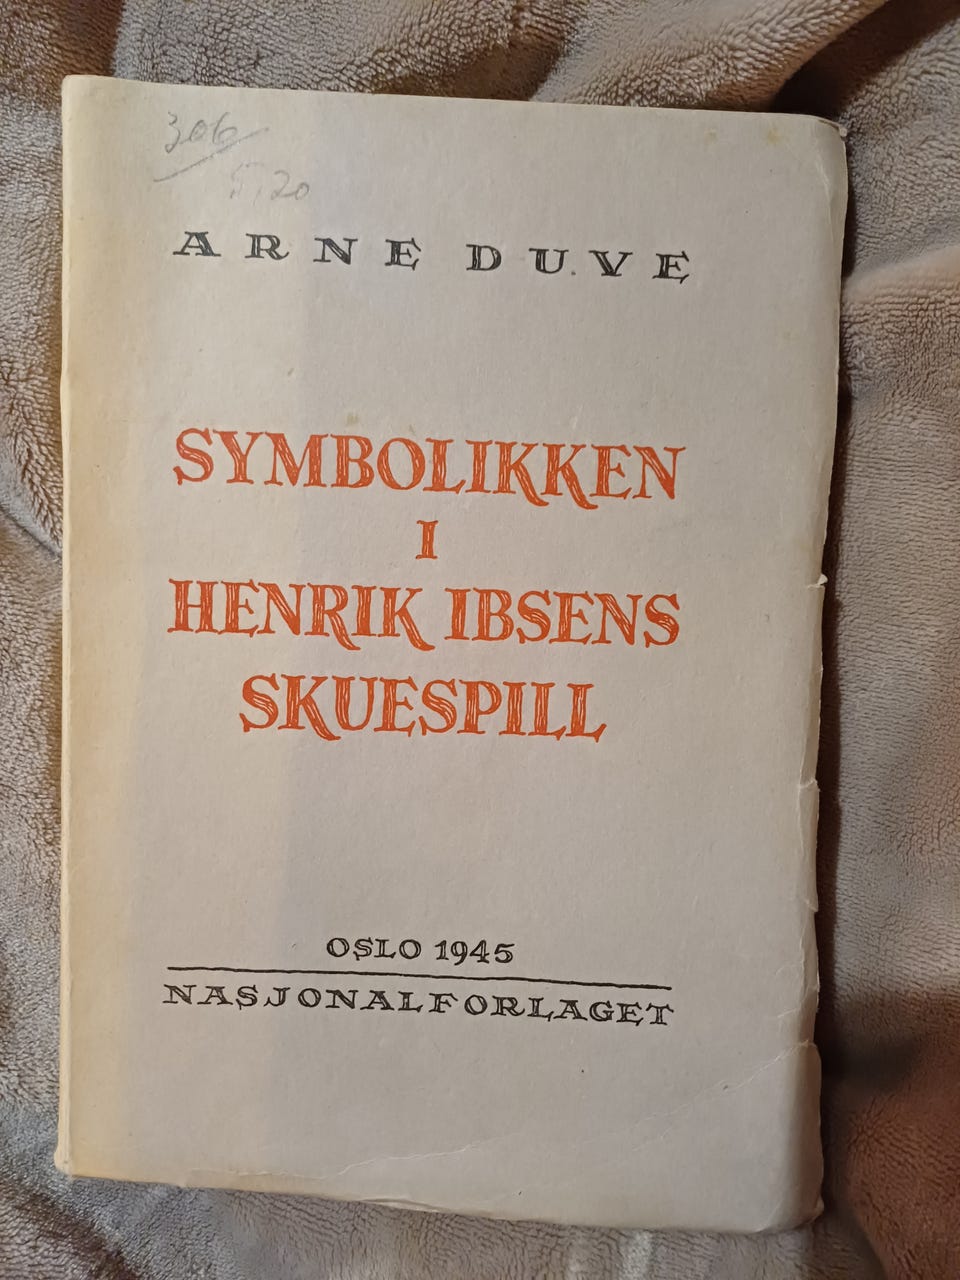 306
5,20
ARNE DUVE
SYMBOLIKKEN
I
HENRIK IBSENS
SKUESPILL
OSLO 1945
NASJONALFORLAGET